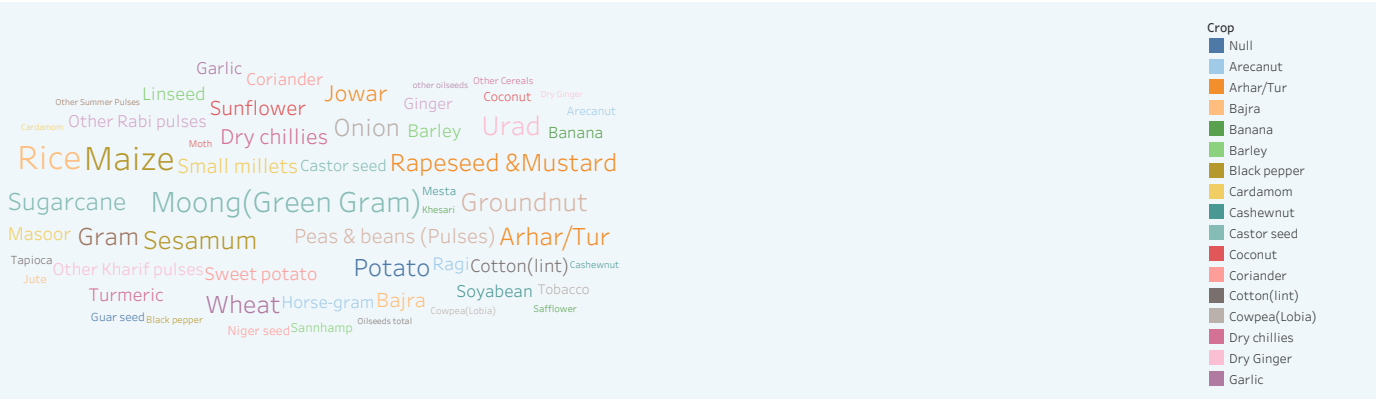 Garlic
Coriander
other oilseeds
Other Cereals
Linseed
Jowar
Coconut
Dry Ginger
Other Summer Pulses
Sunflower
Ginger
Arecanut
Cardamom
Other Rabi pulses
Moth
Dry chillies
Onion
Barley
Urad
Banana
Rice
Maize
Small millets
Castor seed
Rapeseed &Mustard
Sugarcane
Moong(Green Gram)
Mesta
Khesari
Groundnut
Masoor
Gram
Sesamum
Peas & beans (Pulses)
Arhar/Tur
Tapioca
Other Kharif pulses
Sweet potato
Potato
Ragi
Cotton(lint)
Cashewnut
Jute
Turmeric
Wheat
Horse-gram
Bajra
Soyabean
Tobacco
Guar seed
Black pepper
Cowpea(Lobia)
Safflower
Niger seed
Sannhamp
Oilseeds total
Crop
Null
Arecanut
Arhar/Tur
Bajra
Banana
Barley
Black pepper
Cardamom
Cashewnut
Castor seed
Coconut
Coriander
Cotton(lint)
Cowpea(Lobia)
Dry chillies
Dry Ginger
Garlic